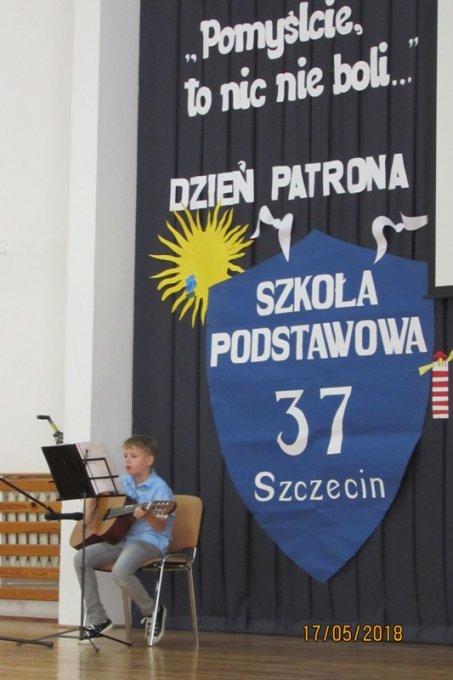 „Pomyślcie,
to nic nie boli..."
DZIEŃ PATRONA
SZKOŁA
PODSTAWOWA
37
Szczecin
17/05/2018